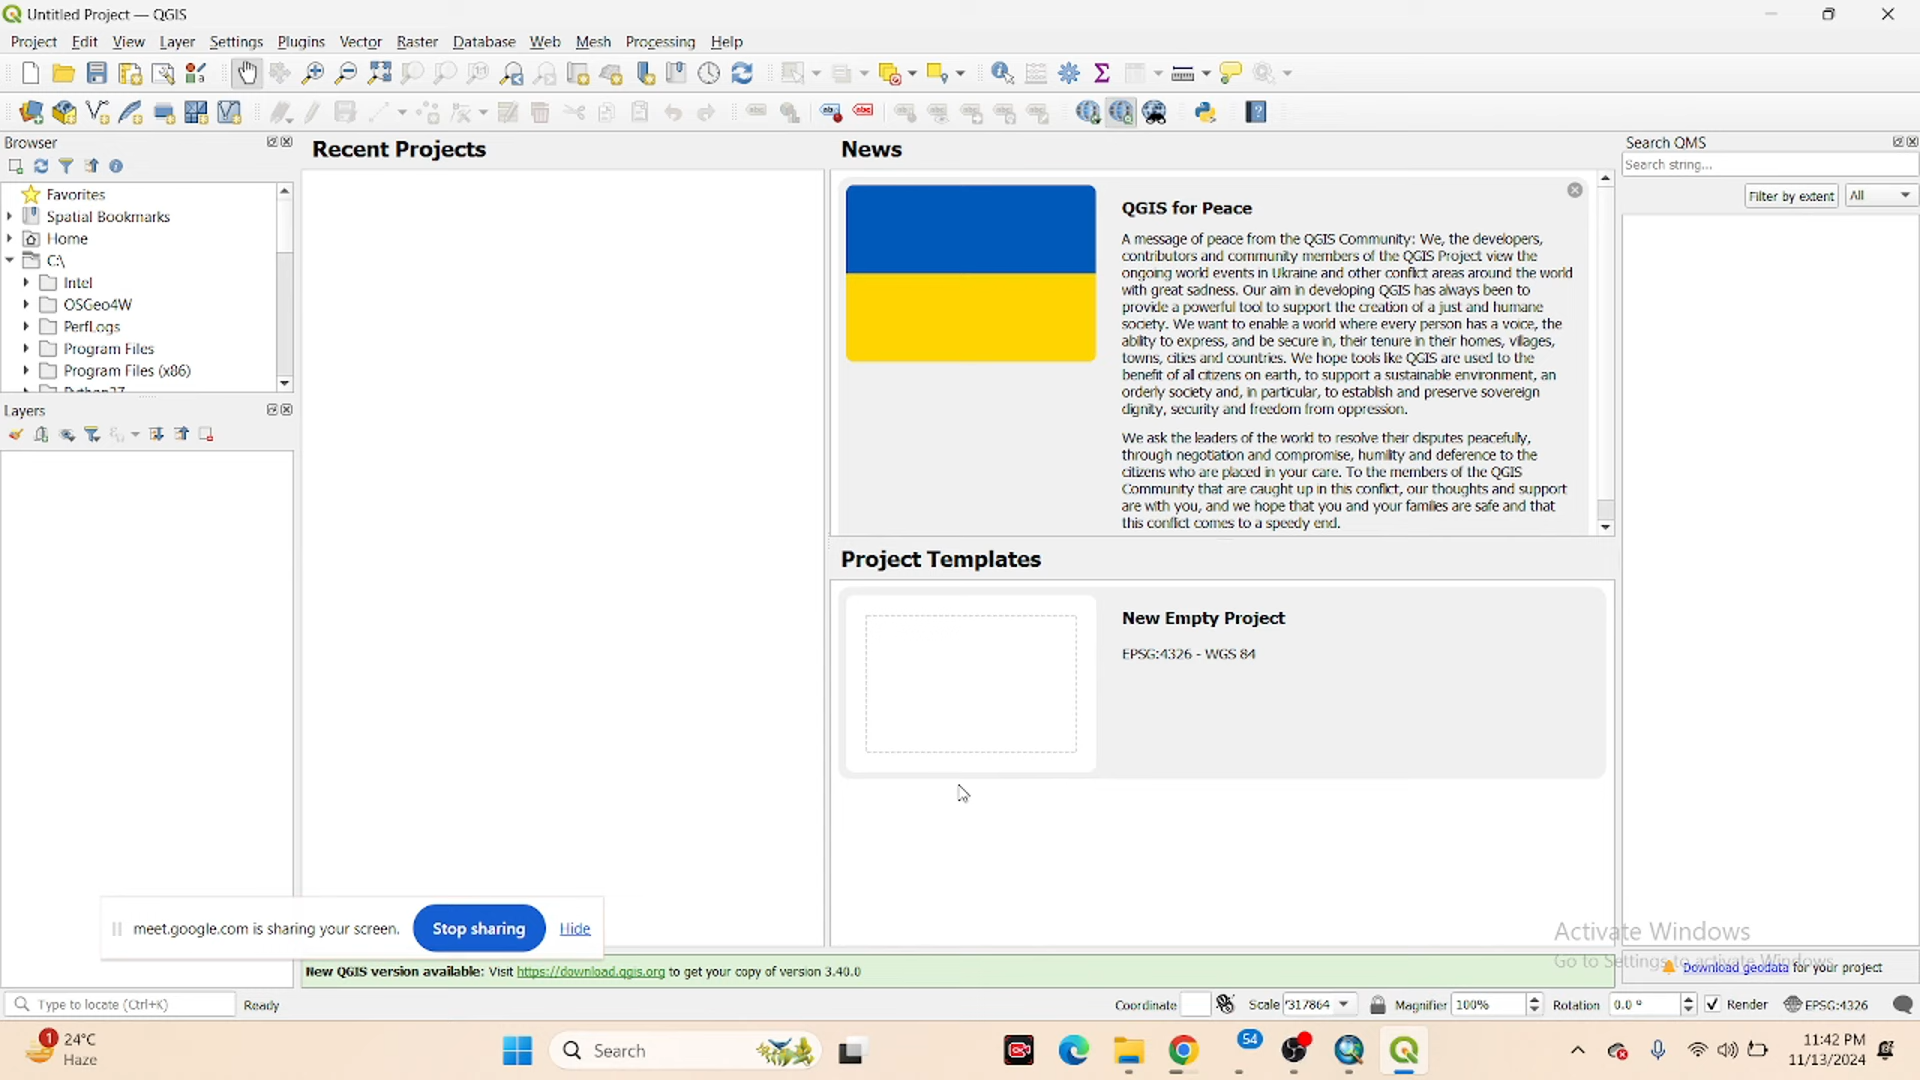 Untitled Project — QGIS
Project Edit View Layer Settings Plugins Vector Raster Database Web Mesh Processing Help
Browser
Favorites
Spatial Bookmarks
Home
C:\
Intel
OSGeo4W
PerfLogs
Program Files
Program Files (x86)
Layers
Recent Projects
News
QGIS for Peace
A message of peace from the QGIS Community: We, the developers,
contributors and community members of the QGIS Project view the
ongoing world events in Ukraine and other conflict areas around the world
with great sadness. Our aim in developing QGIS has always been to
provide a powerful tool to support the creation of a just and humane
society. We want to enable a world where every person has a voice, the
ability to express, and be secure in, their tenure in their homes, villages,
towns, cities and countries. We hope tools like QGIS are used to the
benefit of all citizens on earth, to support a sustainable environment, an
orderly society and, in particular, to establish and preserve sovereign
dignity, security and freedom from oppression.
We ask the leaders of the world to resolve their disputes peacefully,
through negotiation and compromise, humility and deference to the
citizens who are placed in your care. To the members of the QGIS
Community that are caught up in this conflict, our thoughts and support
are with you, and we hope that you and your families are safe and that
this conflict comes to a speedy end.
Project Templates
New Empty Project
EPSG:4326 - WGS 84
Search QMS
Search string...
Filter by extent All
meet.google.com is sharing your screen. Stop sharing Hide
Activate Windows
Go to Settings to activate Windows.
New QGIS version available: Visit https://download.qgis.org to get your copy of version 3.40.0
Download geodata for your project
Type to locate (Ctrl+K) Ready Coordinate Scale 317864 Magnifier 100% Rotation 0.0 ° Render EPSG:4326
1 24°C
Haze
Search
54
11:42 PM
11/13/2024